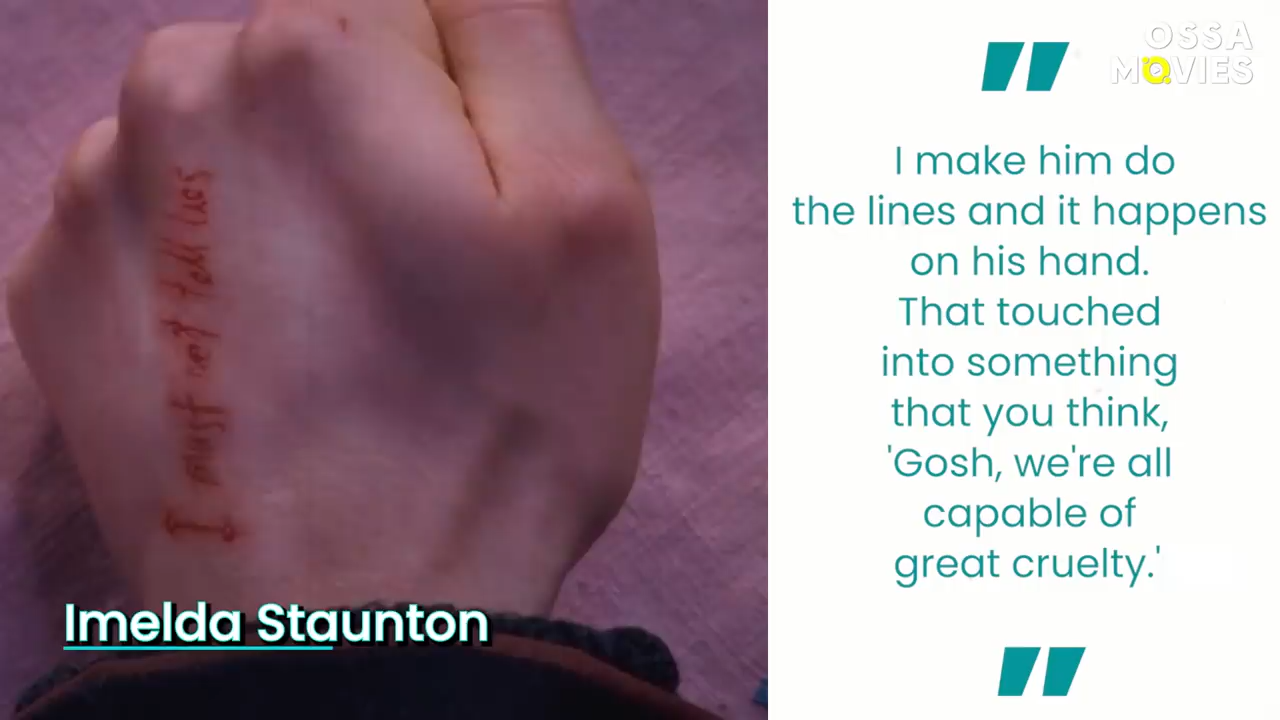 I must not tell lies
Imelda Staunton
OSSA
MOVIES
"
I make him do
the lines and it happens
on his hand.
That touched
into something
that you think,
'Gosh, we're all
capable of
great cruelty.'
"